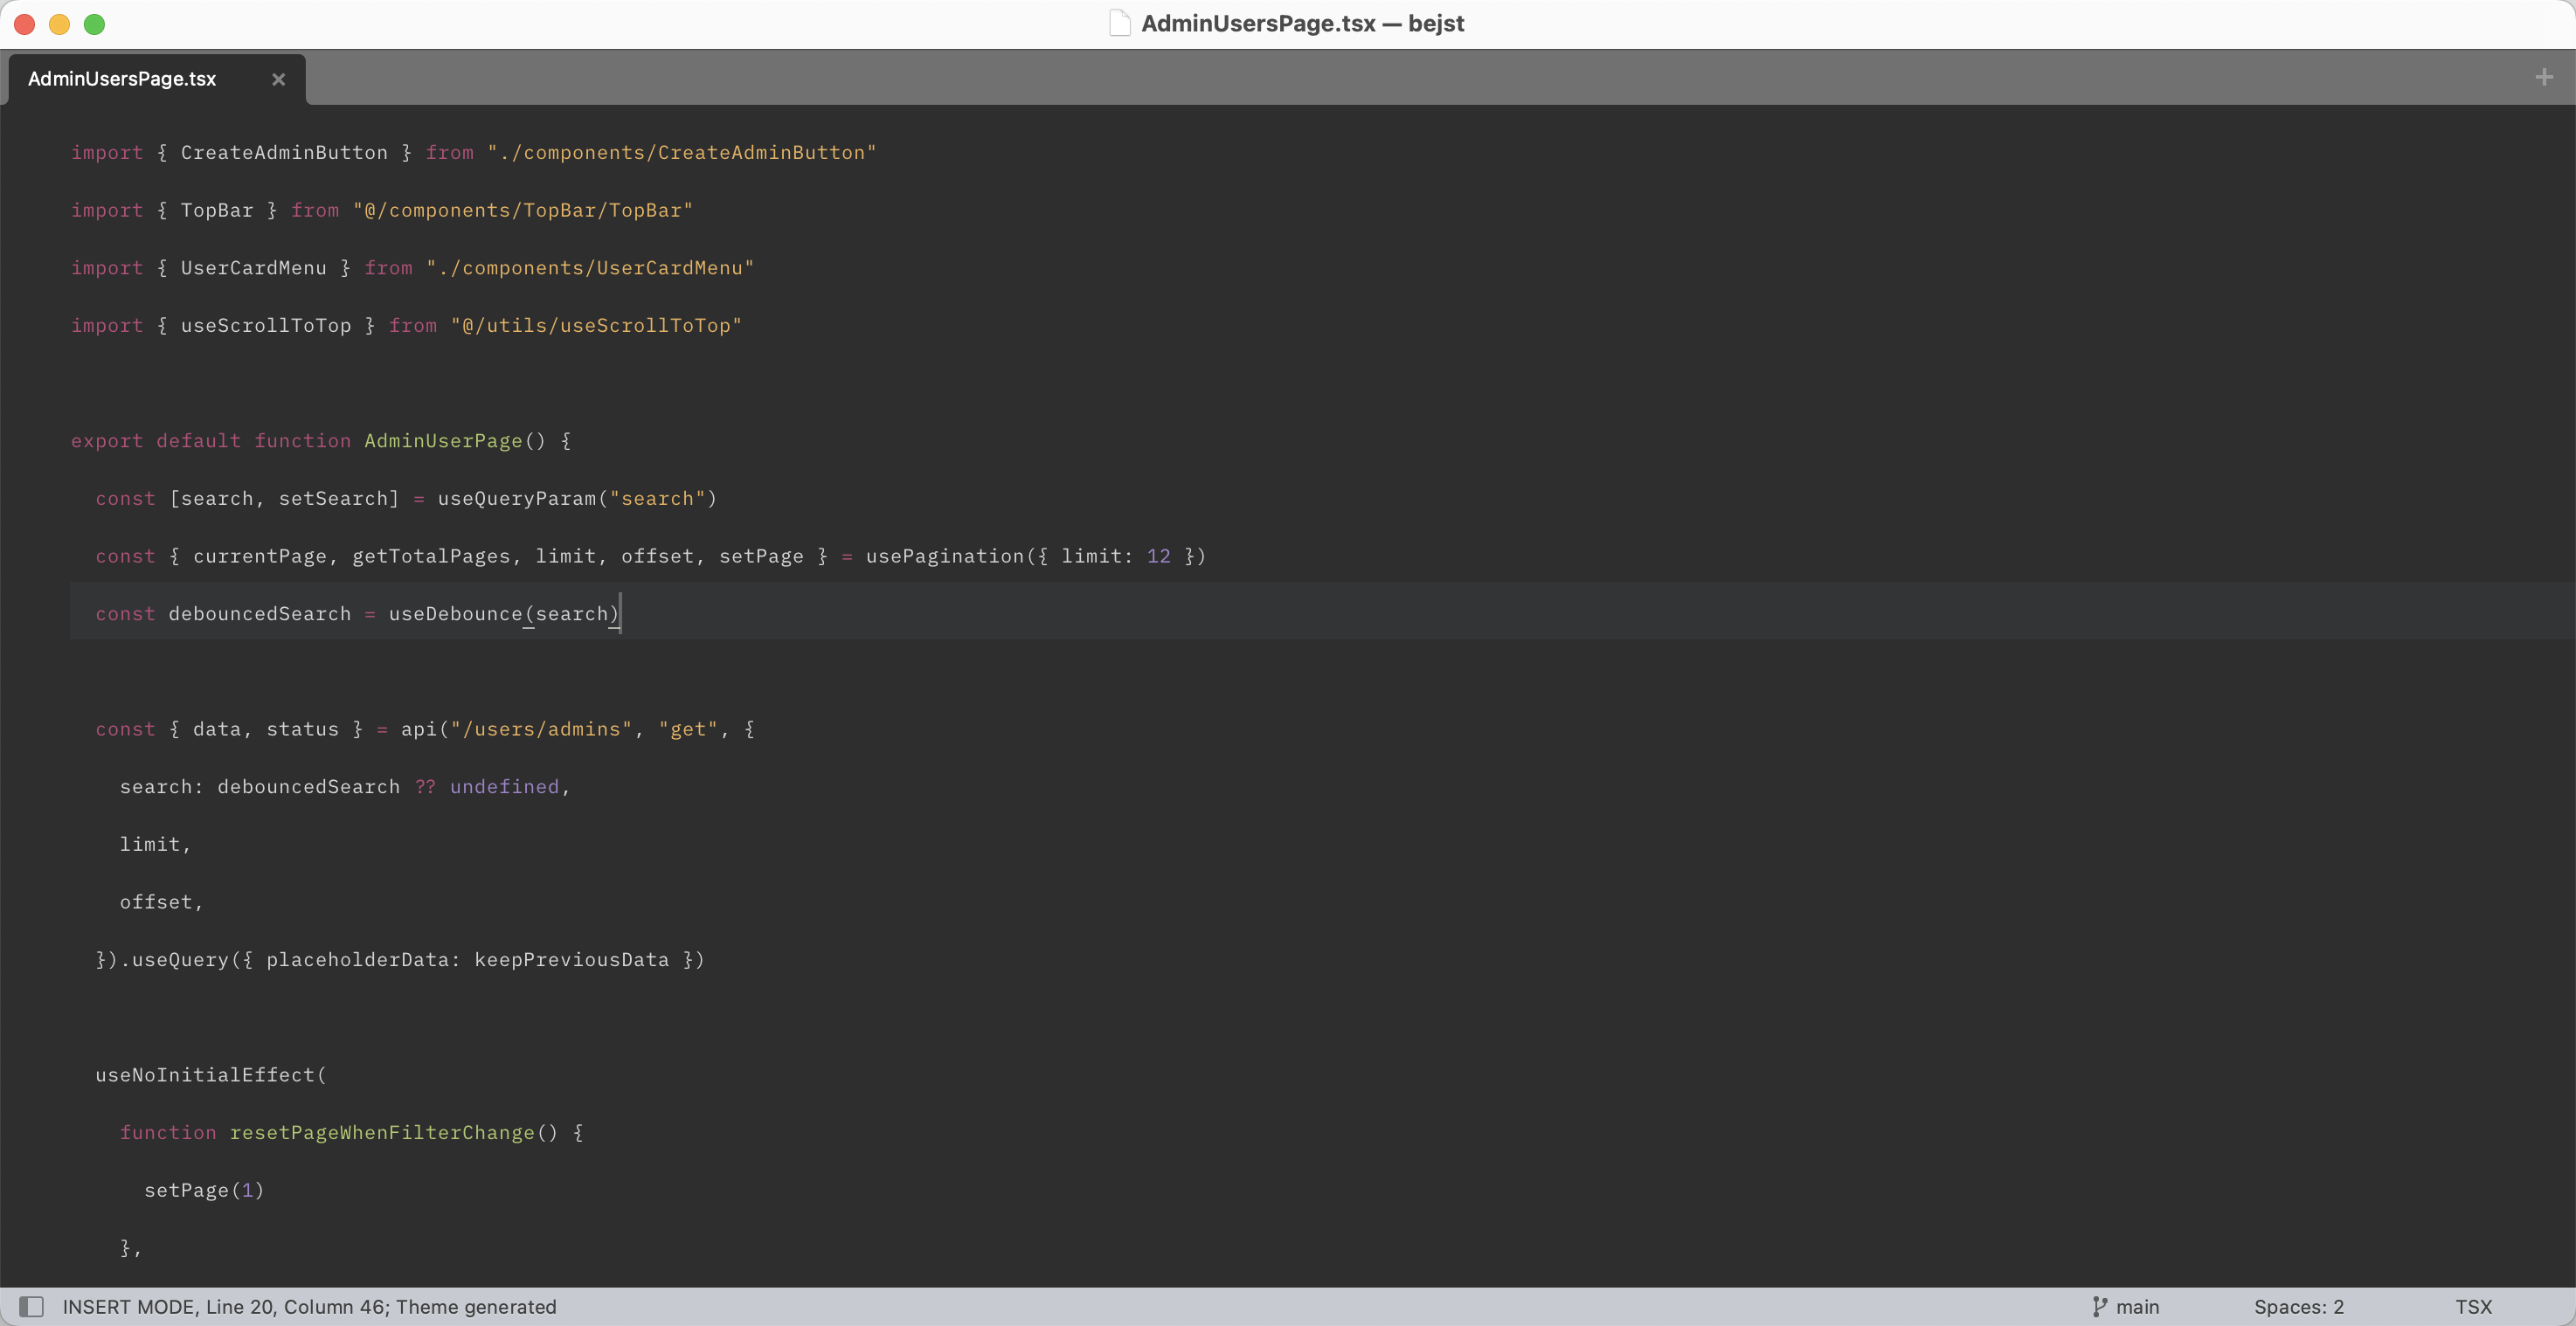 AdminUsersPage.tsx — bejst
AdminUsersPage.tsx
import { CreateAdminButton } from "./components/CreateAdminButton"
import { TopBar } from "@/components/TopBar/TopBar"
import { UserCardMenu } from "./components/UserCardMenu"
import { useScrollToTop } from "@/utils/useScrollToTop"
export default function AdminUserPage() {
const [search, setSearch] = useQueryParam("search")
const { currentPage, getTotalPages, limit, offset, setPage } = usePagination({ limit: 12 })
const debouncedSearch = useDebounce(search)
const { data, status } = api("/users/admins", "get", {
search: debouncedSearch ?? undefined,
limit,
offset,
}).useQuery({ placeholderData: keepPreviousData })
useNoInitialEffect(
function resetPageWhenFilterChange() {
setPage(1)
},
INSERT MODE, Line 20, Column 46; Theme generated
main
Spaces: 2
TSX